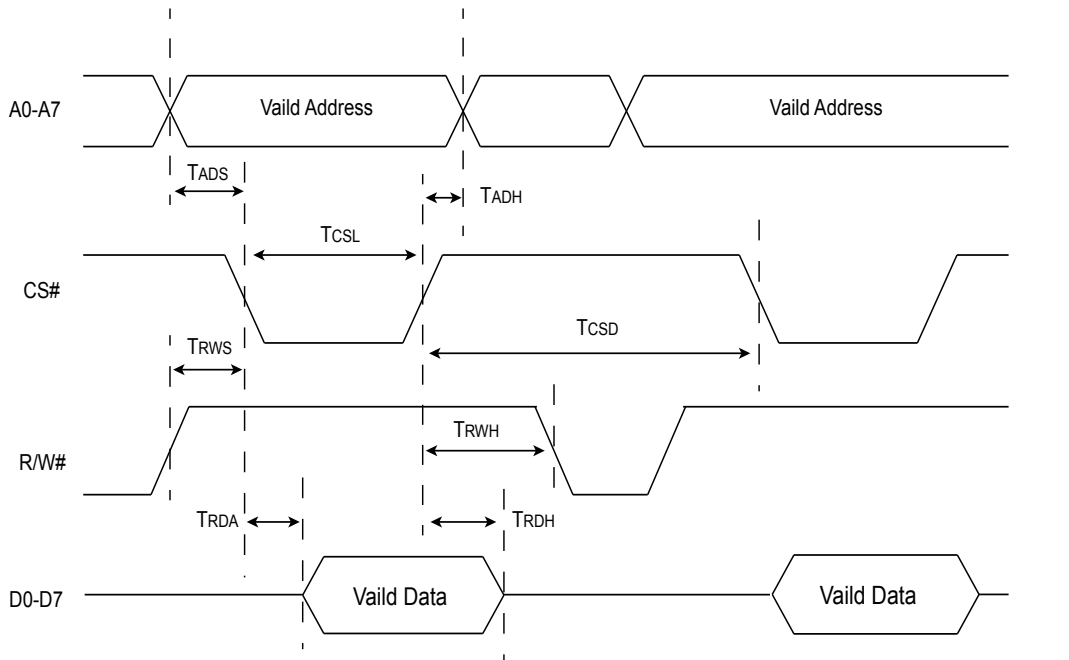 A0-A7
Vaild Address
Vaild Address
TADS
TADH
TCSL
CS#
TCSD
TRWS
TRWH
R/W#
TRDA
TRDH
D0-D7
Vaild Data
Vaild Data